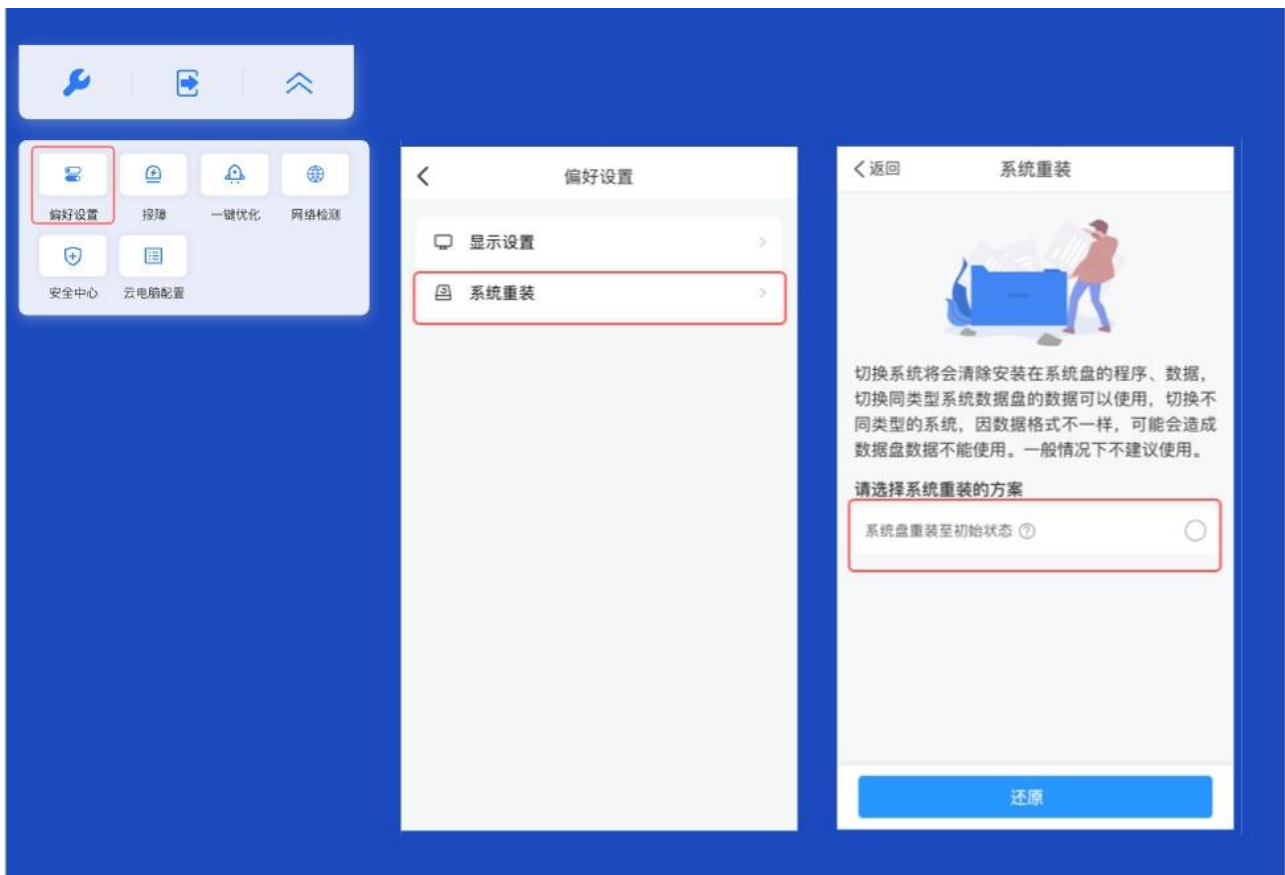 偏好设置
报障
一键优化
网络检测
安全中心
云电脑配置
偏好设置
显示设置
系统重装
返回
系统重装
切换系统将会清除安装在系统盘的程序、数据,
切换同类型系统数据盘的数据可以使用,切换不
同类型的系统,因数据格式不一样,可能会造成
数据盘数据不能使用。一般情况下不建议使用。
请选择系统重装的方案
系统盘重装至初始状态
还原